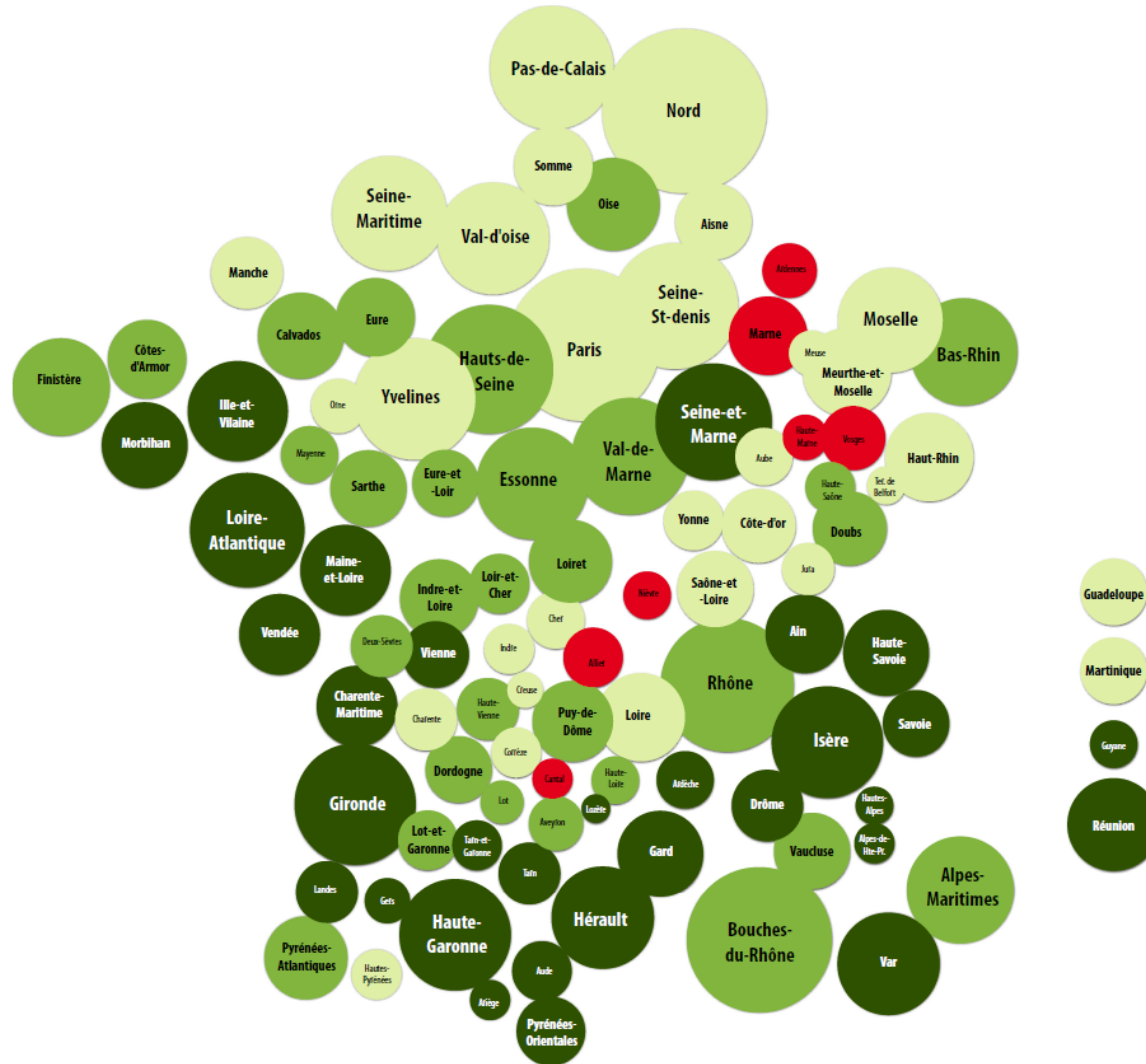 Pas-de-Calais
Nord
Somme
Oise
Seine-
Maritime
Val-d'oise
Aisne
Manche
Ardennes
Seine-
St-denis
Marne
Moselle
Calvados
Eure
Meuse
Côtes-
d'Armor
Finistère
Hauts-de-
Seine
Paris
Bas-Rhin
Meurthe-et-
Moselle
Ille-et-
Vilaine
Orne
Yvelines
Seine-et-
Marne
Morbihan
Haute-
Marne
Vosges
Mayenne
Aube
Haut-Rhin
Sarthe
Eure-et
-Loir
Essonne
Val-de-
Marne
Haute-
Saône
Ter. de
Belfort
Loire-
Atlantique
Yonne
Côte-d'or
Doubs
Maine-
et-Loire
Loiret
Jura
Indre-et-
Loire
Loir-et-
Cher
Nièvre
Saône-et
-Loire
Guadeloupe
Vendée
Cher
Ain
Deux-Sèvres
Vienne
Indre
Allier
Haute-
Savoie
Martinique
Charente-
Maritime
Creuse
Rhône
Charente
Haute-
Vienne
Puy-de-
Dôme
Loire
Isère
Savoie
Guyane
Corrèze
Dordogne
Cantal
Haute-
Loire
Ardèche
Gironde
Lot
Lozère
Drôme
Hautes-
Alpes
Réunion
Lot-et-
Garonne
Tarn-et-
Garonne
Aveyron
Gard
Vaucluse
Alpes-de-
Hte-Pr.
Landes
Gers
Tarn
Alpes-
Maritimes
Haute-
Garonne
Hérault
Bouches-
du-Rhône
Pyrénées-
Atlantiques
Hautes-
Pyrénées
Aude
Var
Ariège
Pyrénées-
Orientales